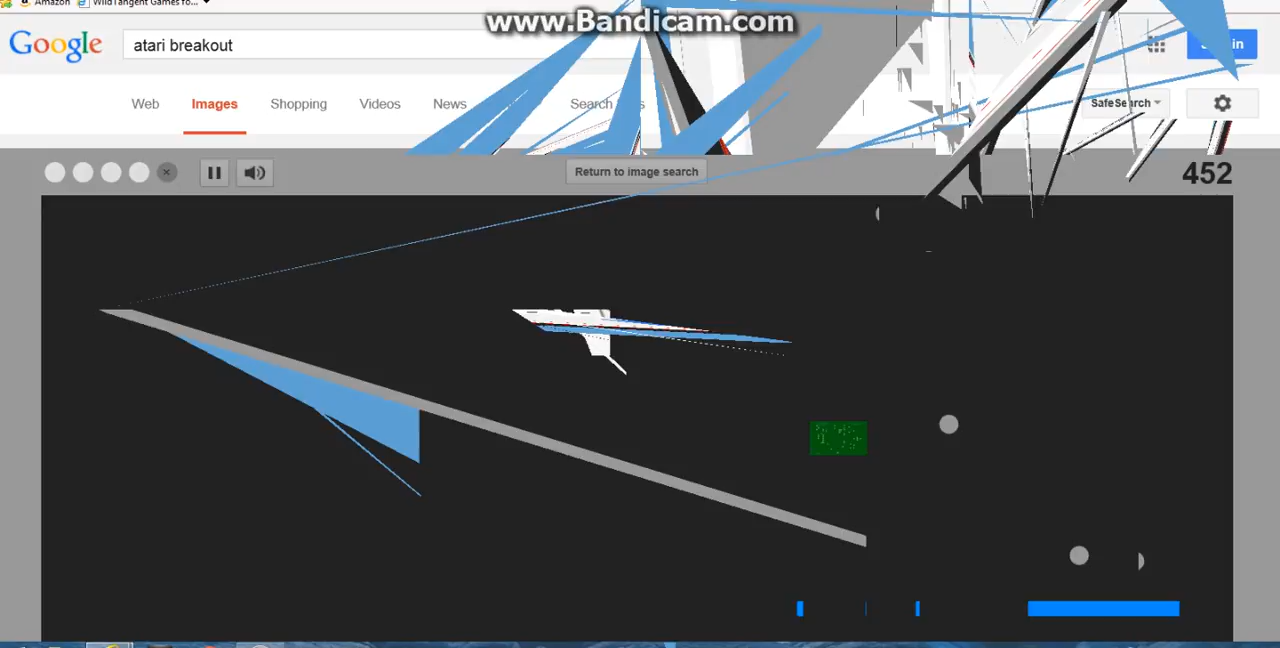 Amazon WildTangent Games fo...
www.Bandicam.com
Google
atari breakout
Web Images Shopping Videos News Search SafeSearch
Return to image search
452